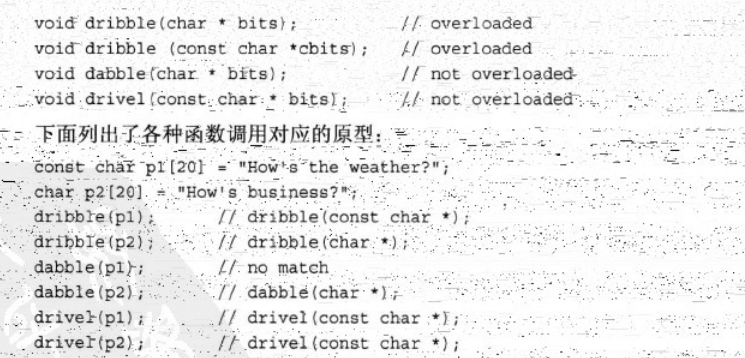 void dribble(char * bits); // overloaded
void dribble (const char *cbits); // overloaded
void dabble(char * bits); // not overloaded
void drivel(const char * bits); // not overloaded
下面列出了各种函数调用对应的原型:
const char p1[20] = "How's the weather?";
char p2[20] = "How's business?";
dribble(p1); // dribble(const char *);
dribble(p2); // dribble(char *);
dabble(p1); // no match
dabble(p2); // dabble(char *);
drivel(p1); // drivel(const char *);
drivel(p2); // drivel(const char *);